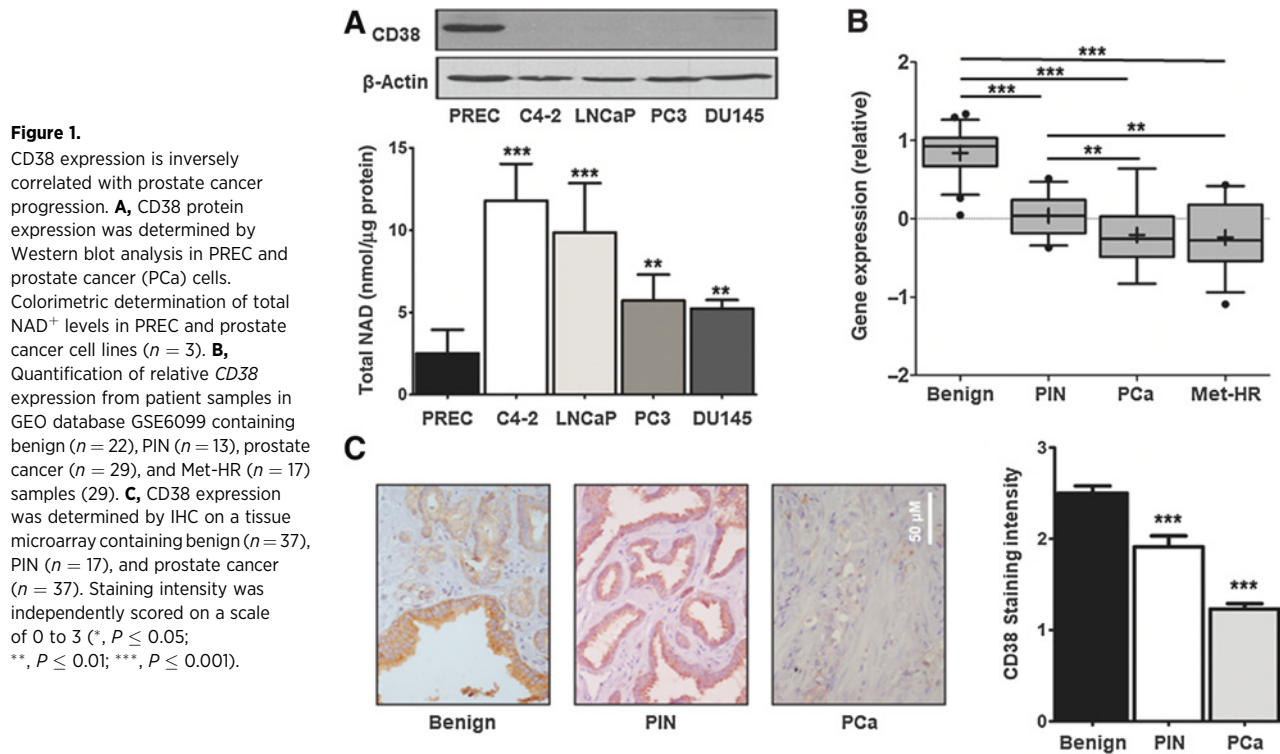 Figure 1.
CD38 expression is inversely
correlated with prostate cancer
progression. A, CD38 protein
expression was determined by
Western blot analysis in PREC and
prostate cancer (PCa) cells.
Colorimetric determination of total
NAD+ levels in PREC and prostate
cancer cell lines (n = 3). B,
Quantification of relative CD38
expression from patient samples in
GEO database GSE6099 containing
benign (n = 22), PIN (n = 13), prostate
cancer (n = 29), and Met-HR (n = 17)
samples (29). C, CD38 expression
was determined by IHC on a tissue
microarray containing benign (n = 37),
PIN (n = 17), and prostate cancer
(n = 37). Staining intensity was
independently scored on a scale
of 0 to 3 (*, P ≤ 0.05;
**, P ≤ 0.01; ***, P ≤ 0.001).
A
CD38
β-Actin
PREC C4-2 LNCaP PC3 DU145
Total NAD (nmol/µg protein)
15
10
5
0
***
***
**
**
PREC C4-2 LNCaP PC3 DU145
B
Gene expression (relative)
2
1
0
−1
−2
***
***
***
**
**
Benign PIN PCa Met-HR
C
50 µM
Benign PIN PCa
CD38 Staining intensity
3
2
1
0
***
***
Benign PIN PCa